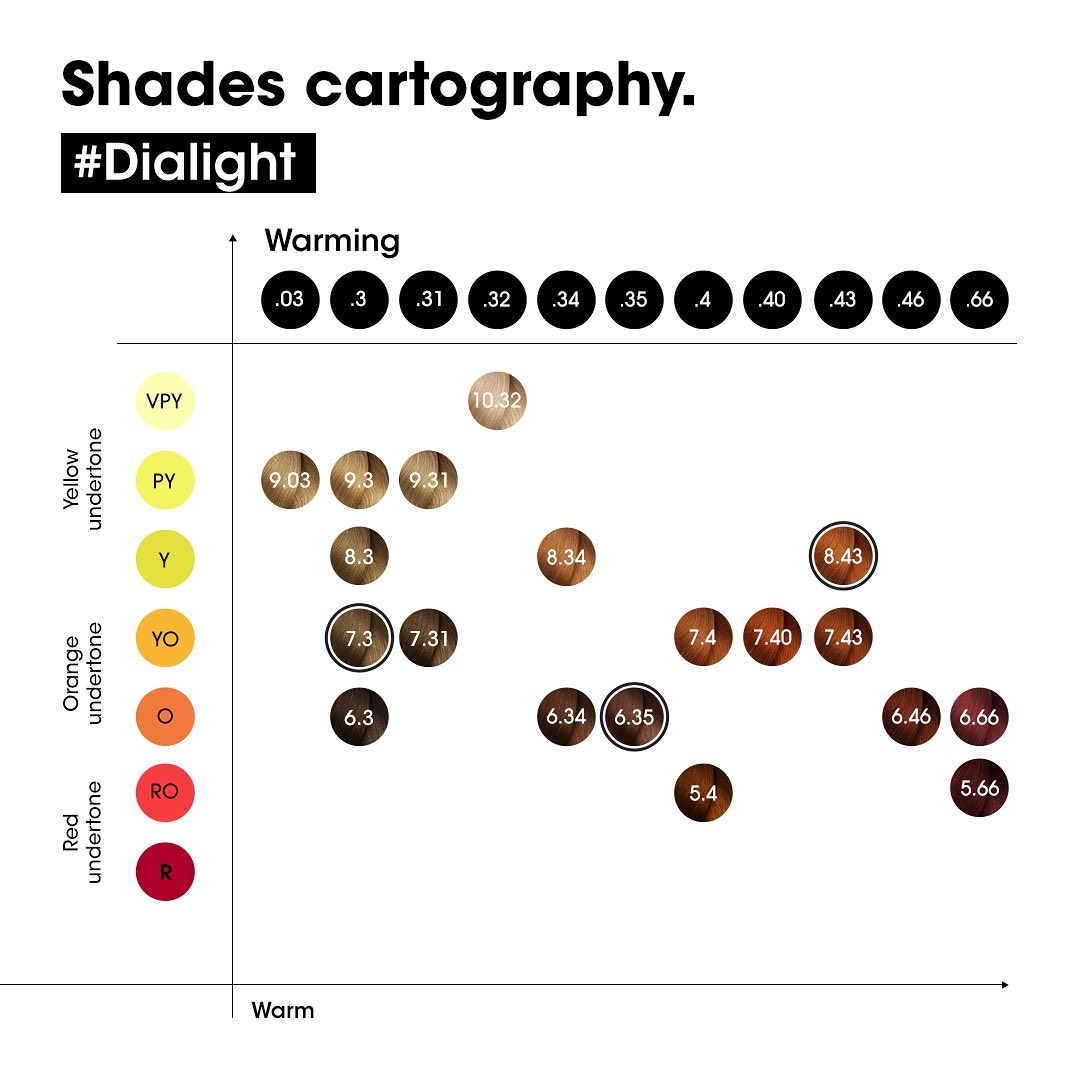 Shades cartography.
#Dialight
Warming
.03 .3 .31 .32 .34 .35 .4 .40 .43 .46 .66
Yellow
undertone
VPY 10.32
PY 9.03 9.3 9.31
Y 8.3 8.34 8.43
Orange
undertone
YO 7.3 7.31 7.4 7.40 7.43
O 6.3 6.34 6.35 6.46 6.66
Red
undertone
RO 5.4 5.66
R
Warm